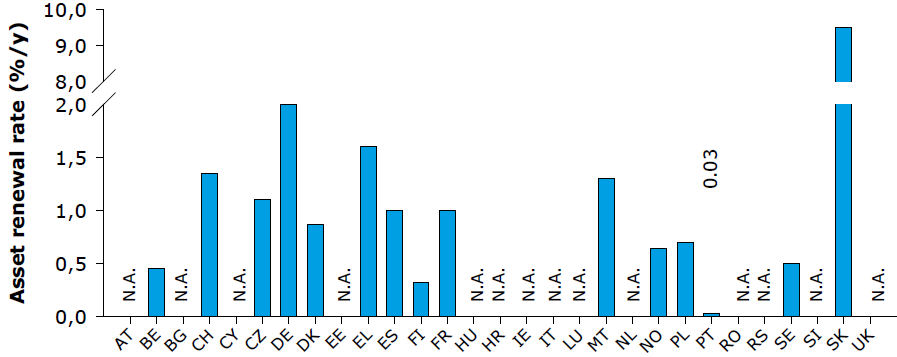 Asset renewal rate (%/y)
10,0
9,0
8,0
2,0
1,5
1,0
0,5
0,0
N.A. N.A. N.A. N.A. N.A. N.A. N.A. N.A. N.A. N.A. 0.03 N.A. N.A. N.A. N.A.
AT BE BG CH CY CZ DE DK EE EL ES FI FR HU HR IE IT LU MT NL NO PL PT RO RS SE SI SK UK